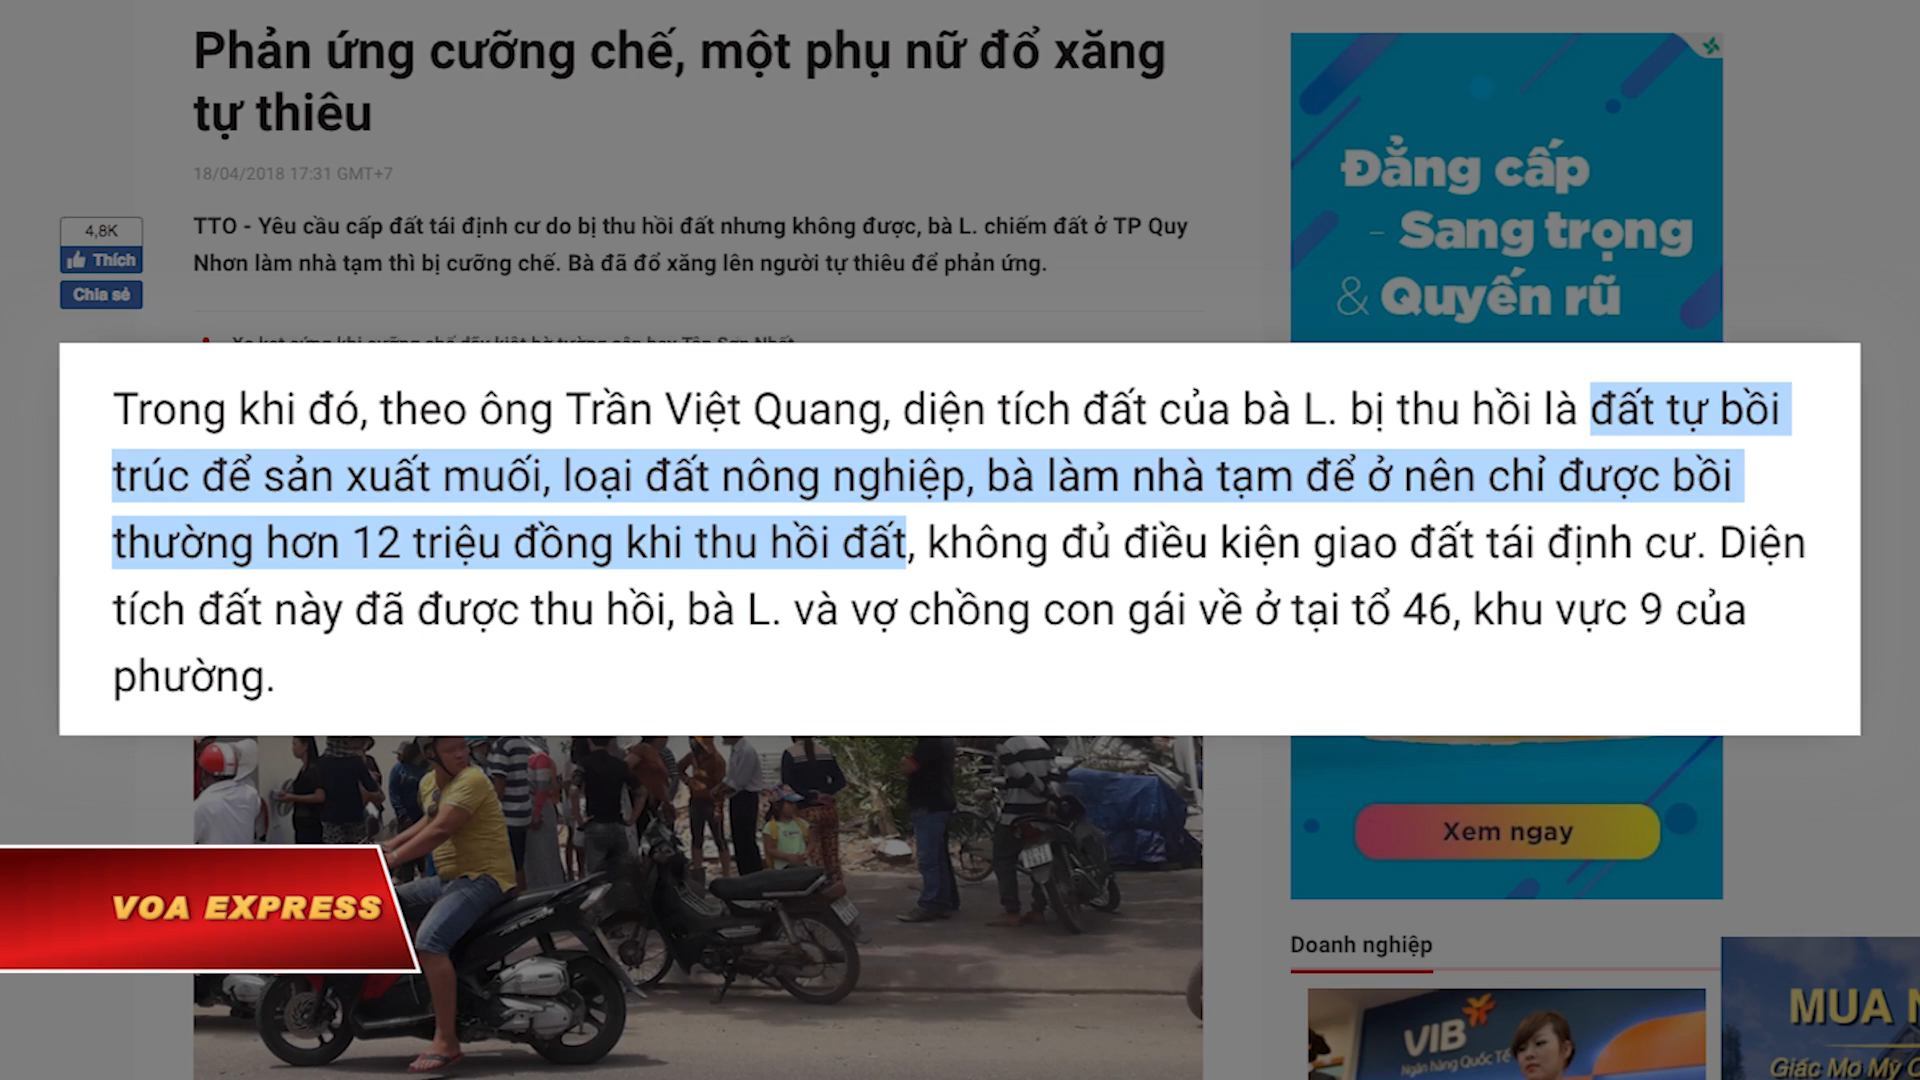 Phản ứng cưỡng chế, một phụ nữ đổ xăng
tự thiêu
18/04/2018 17:31 GMT+7
4,8K
Thích
Chia sẻ
TTO - Yêu cầu cấp đất tái định cư do bị thu hồi đất nhưng không được, bà L. chiếm đất ở TP Quy
Nhơn làm nhà tạm thì bị cưỡng chế. Bà đã đổ xăng lên người tự thiêu để phản ứng.
Đẳng cấp
– Sang trọng
& Quyến rũ
Trong khi đó, theo ông Trần Việt Quang, diện tích đất của bà L. bị thu hồi là đất tự bồi
trúc để sản xuất muối, loại đất nông nghiệp, bà làm nhà tạm để ở nên chỉ được bồi
thường hơn 12 triệu đồng khi thu hồi đất, không đủ điều kiện giao đất tái định cư. Diện
tích đất này đã được thu hồi, bà L. và vợ chồng con gái về ở tại tổ 46, khu vực 9 của
phường.
Xem ngay
VOA EXPRESS
Doanh nghiệp
VIB
Ngân hàng Quốc Tế
MUA
Giấc Mơ Mỹ